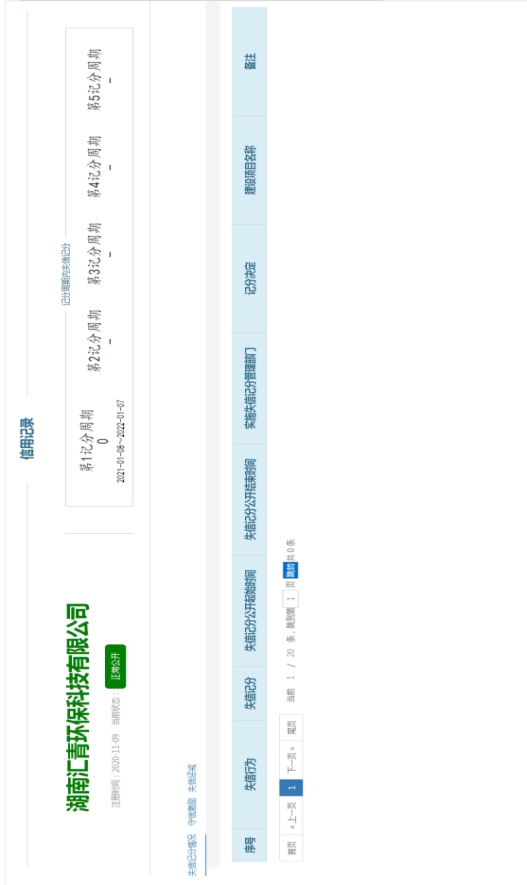 信用记录
湖南汇青环保科技有限公司
注册时间：2020-11-09 当前状态： 正常公开
记分周期内失信记分
第1记分周期 第2记分周期 第3记分周期 第4记分周期 第5记分周期
0 - - - -
2021-01-08～2022-01-07
失信记分情况 守信激励 失信惩戒
序号 失信行为 失信记分 失信记分公开起始时间 失信记分公开结束时间 实施失信记分管理部门 记分决定 建设项目名称 备注
首页 « 上一页 1 下一页 » 尾页 当前 1 / 20 条，跳到第 1 页 跳转 共 0 条